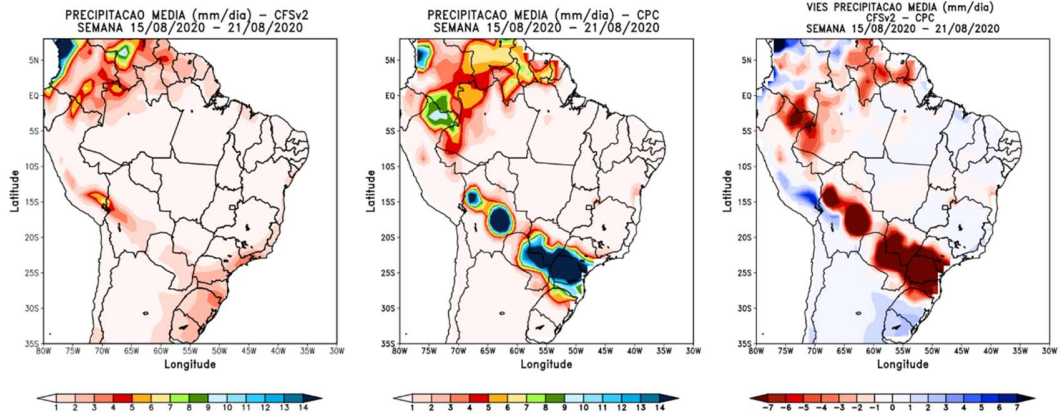 PRECIPITACAO MEDIA (mm/dia) - CFSv2
SEMANA 15/08/2020 - 21/08/2020
5N
EQ
5S
10S
15S
20S
25S
30S
35S
Latitude
80W 75W 70W 65W 60W 55W 50W 45W 40W 35W 30W
Longitude
1 2 3 4 5 6 7 8 9 10 11 12 13 14
PRECIPITACAO MEDIA (mm/dia) - CPC
SEMANA 15/08/2020 - 21/08/2020
5N
EQ
5S
10S
15S
20S
25S
30S
35S
Latitude
80W 75W 70W 65W 60W 55W 50W 45W 40W 35W 30W
Longitude
1 2 3 4 5 6 7 8 9 10 11 12 13 14
VIES PRECIPITACAO MEDIA (mm/dia)
CFSv2 - CPC
SEMANA 15/08/2020 - 21/08/2020
5N
EQ
5S
10S
15S
20S
25S
30S
35S
Latitude
80W 75W 70W 65W 60W 55W 50W 45W 40W 35W 30W
Longitude
-7 -6 -5 -4 -3 -2 -1 0 1 2 3 4 5 6 7